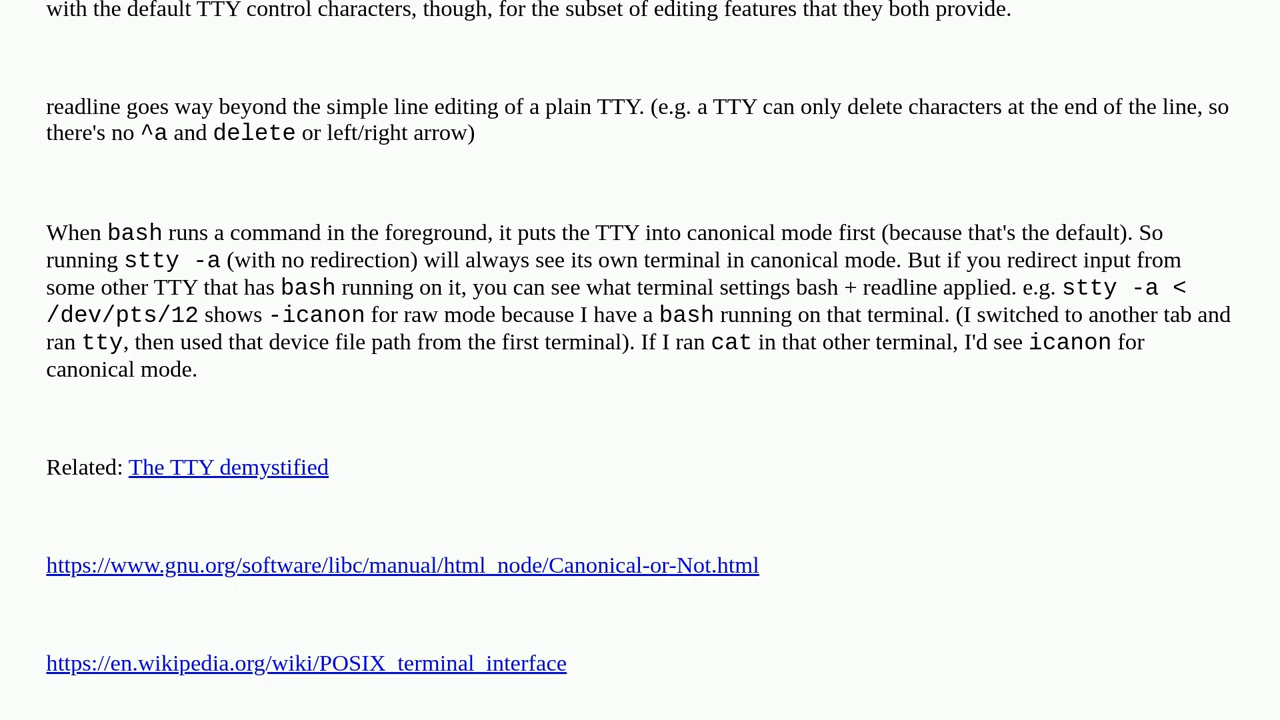 with the default TTY control characters, though, for the subset of editing features that they both provide.
readline goes way beyond the simple line editing of a plain TTY. (e.g. a TTY can only delete characters at the end of the line, so
there's no ^a and delete or left/right arrow)
When bash runs a command in the foreground, it puts the TTY into canonical mode first (because that's the default). So
running stty -a (with no redirection) will always see its own terminal in canonical mode. But if you redirect input from
some other TTY that has bash running on it, you can see what terminal settings bash + readline applied. e.g. stty -a <
/dev/pts/12 shows -icanon for raw mode because I have a bash running on that terminal. (I switched to another tab and
ran tty, then used that device file path from the first terminal). If I ran cat in that other terminal, I'd see icanon for
canonical mode.
Related: The TTY demystified
https://www.gnu.org/software/libc/manual/html_node/Canonical-or-Not.html
https://en.wikipedia.org/wiki/POSIX_terminal_interface